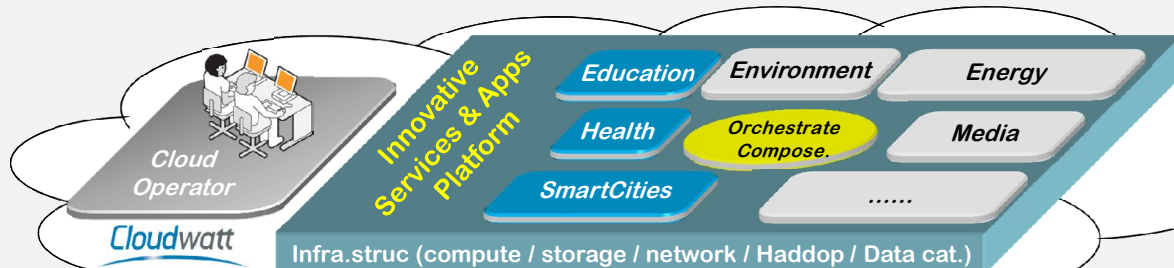 Cloud
Operator
Cloudwatt
Innovative
Services & Apps
Platform
Education
Environment
Energy
Health
Orchestrate
Compose.
Media
SmartCities
......
Infra.struc (compute / storage / network / Haddop / Data cat.)